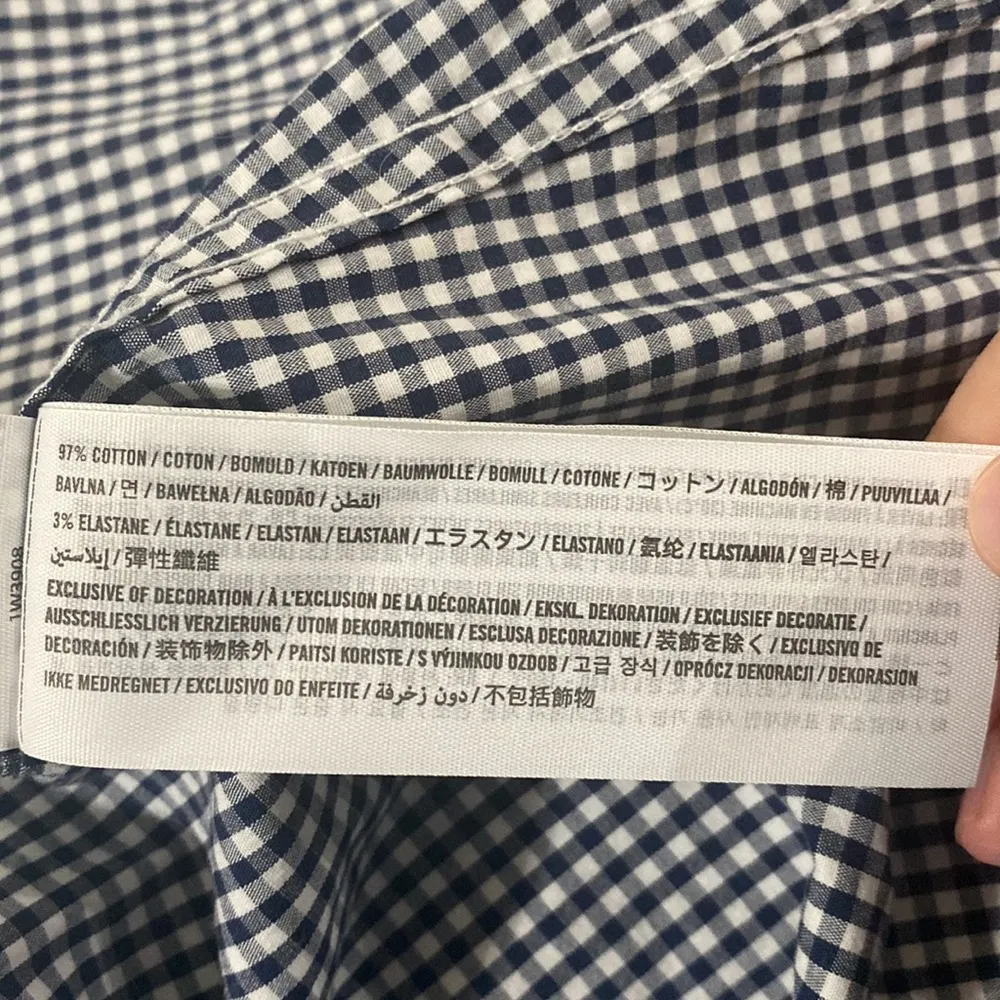 97% COTTON / COTON / BOMULD / KATOEN / BAUMWOLLE / BOMULL / COTONE / コットン / ALGODÓN / 棉 / PUUVILLAA /
BAVLNA / 면 / BAWEŁNA / ALGODÃO / القطن
3% ELASTANE / ÉLASTANE / ELASTAN / ELASTAAN / エラスタン / ELASTANO / 氨纶 / ELASTAANIA / 엘라스탄 /
إيلاستين / 彈性纖維
EXCLUSIVE OF DECORATION / À L'EXCLUSION DE LA DÉCORATION / EKSKL. DEKORATION / EXCLUSIEF DECORATIE /
AUSSCHLIESSLICH VERZIERUNG / UTOM DEKORATIONEN / ESCLUSA DECORAZIONE / 装飾を除く / EXCLUSIVO DE
DECORACIÓN / 装饰物除外 / PAITSI KORISTE / S VÝJIMKOU OZDOB / 고급 장식 / OPRÓCZ DEKORACJI / DEKORASJON
IKKE MEDREGNET / EXCLUSIVO DO ENFEITE / دون زخرفة / 不包括飾物
1W3908